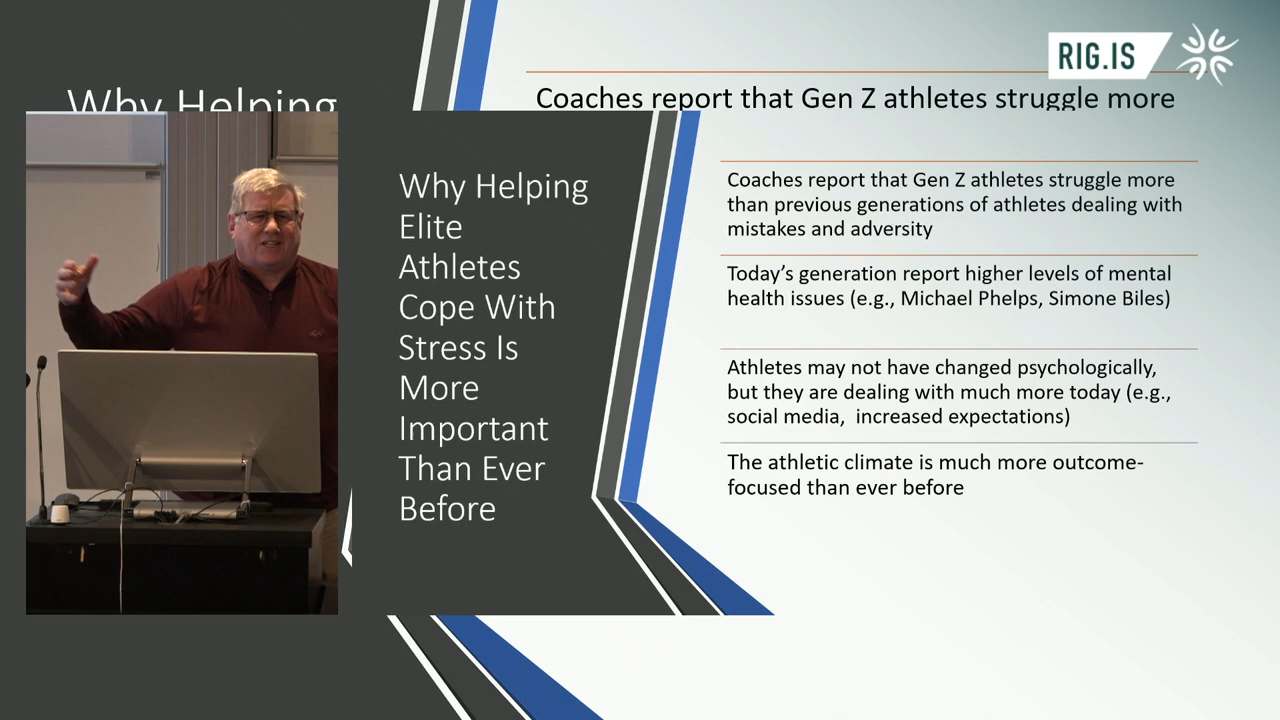 RIG.IS
Why Helping
Coaches report that Gen Z athletes struggle more
Why Helping
Elite
Athletes
Cope With
Stress Is
More
Important
Than Ever
Before
Coaches report that Gen Z athletes struggle more
than previous generations of athletes dealing with
mistakes and adversity
Today’s generation report higher levels of mental
health issues (e.g., Michael Phelps, Simone Biles)
Athletes may not have changed psychologically,
but they are dealing with much more today (e.g.,
social media,  increased expectations)
The athletic climate is much more outcome-
focused than ever before